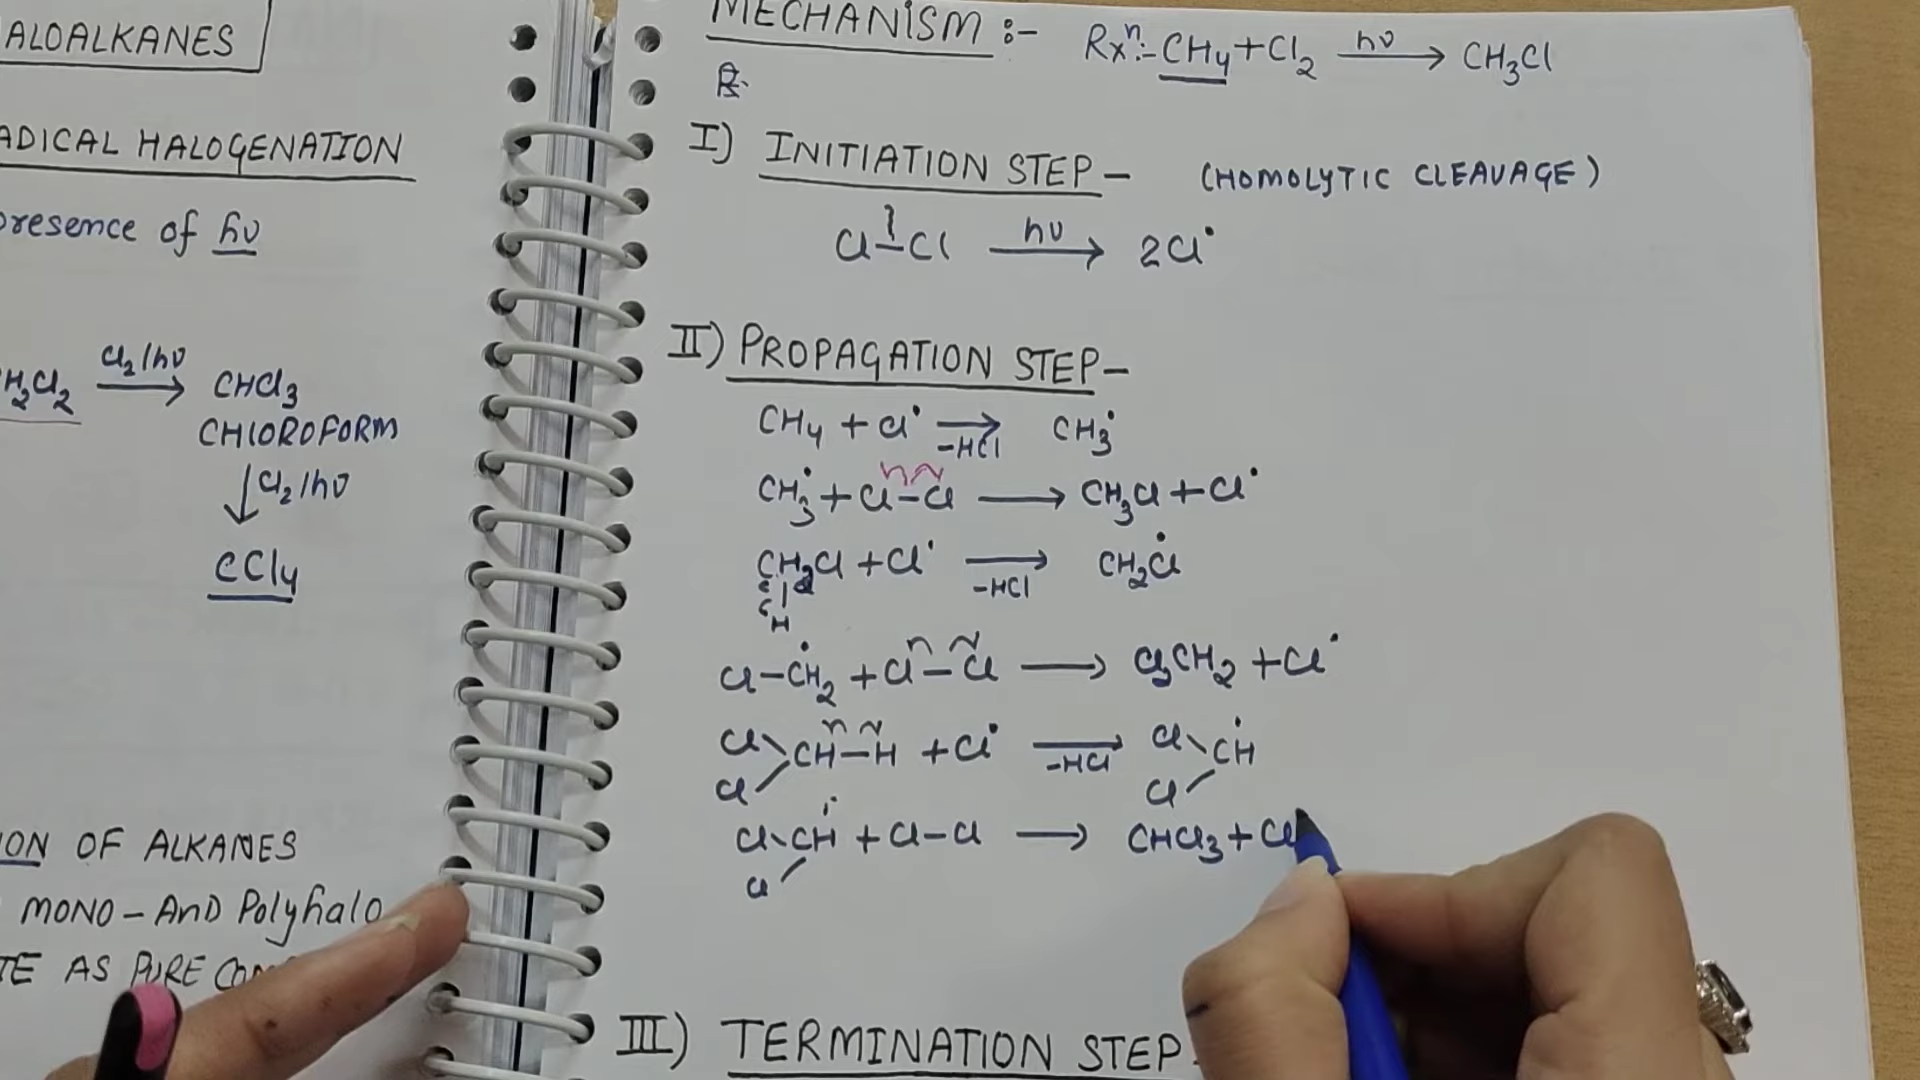 ALOALKANES
ADICAL HALOGENATION
presence of hν
H₂Cl₂ Cl₂/hν → CHCl₃
CHLOROFORM
↓ Cl₂/hν
CCl₄
ION OF ALKANES
MONO – AND Polyhalo
TE AS PURE COM
MECHANISM :- Rxⁿ:- CH₄ + Cl₂ hν → CH₃Cl
I) INITIATION STEP – (HOMOLYTIC CLEAVAGE)
Cl–Cl hν → 2Cl•
II) PROPAGATION STEP –
CH₄ + Cl• → –HCl CH₃•
CH₃• + Cl–Cl → CH₃Cl + Cl•
CH₂Cl + Cl• → –HCl CH₂Cl•
H
Cl–CH₂• + Cl–Cl → Cl₂CH₂ + Cl•
Cl Cl CH–H + Cl• → –HCl Cl Cl CH•
Cl Cl CH• + Cl–Cl → CHCl₃ + Cl
III) TERMINATION STEP